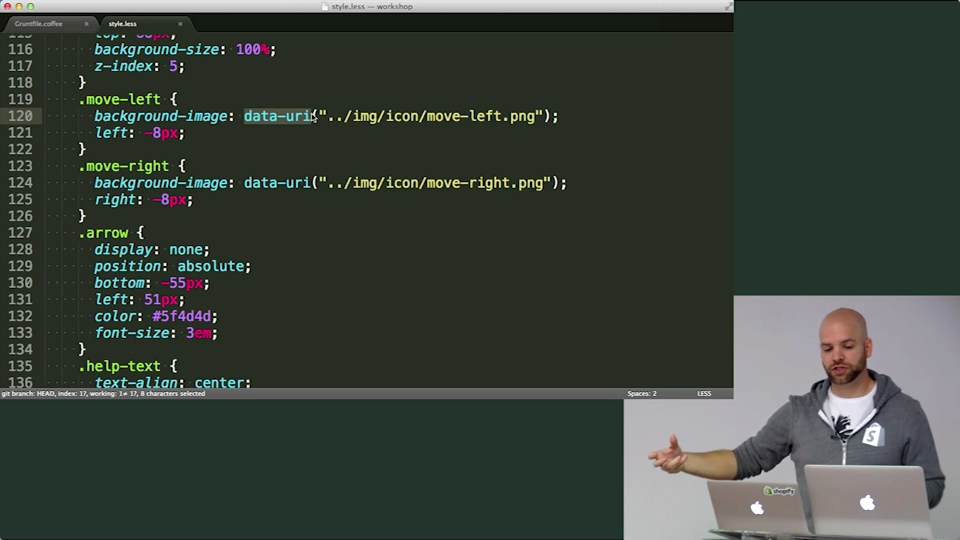 style.less — workshop
Gruntfile.coffee
style.less
115 top: 88px;
116 background-size: 100%;
117 z-index: 5;
118 }
119 .move-left {
120 background-image: data-uri("../img/icon/move-left.png");
121 left: -8px;
122 }
123 .move-right {
124 background-image: data-uri("../img/icon/move-right.png");
125 right: -8px;
126 }
127 .arrow {
128 display: none;
129 position: absolute;
130 bottom: -55px;
131 left: 51px;
132 color: #5f4d4d;
133 font-size: 3em;
134 }
135 .help-text {
136 text-align: center;
git branch: HEAD, index: 17, working: 1≠ 17, 8 characters selected
Spaces: 2
LESS
S
shopify